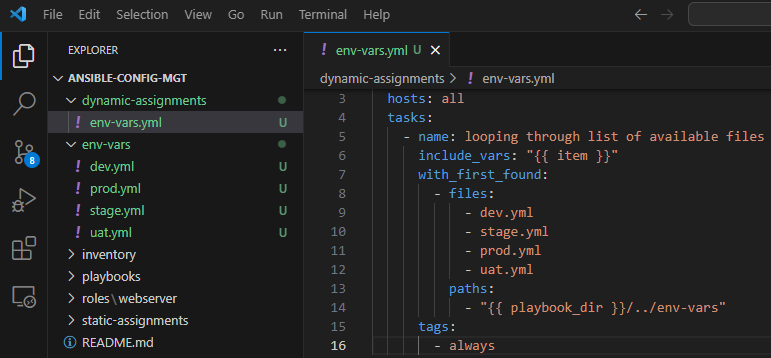 File Edit Selection View Go Run Terminal Help
EXPLORER
ANSIBLE-CONFIG-MGT
dynamic-assignments
! env-vars.yml U
env-vars
! dev.yml U
! prod.yml U
! stage.yml U
! uat.yml U
inventory
playbooks
roles\webserver
static-assignments
README.md
8
! env-vars.yml U
dynamic-assignments > ! env-vars.yml
3 hosts: all
4 tasks:
5 - name: looping through list of available files
6 include_vars: "{{ item }}"
7 with_first_found:
8 - files:
9 - dev.yml
10 - stage.yml
11 - prod.yml
12 - uat.yml
13 paths:
14 - "{{ playbook_dir }}/../env-vars"
15 tags:
16 - always